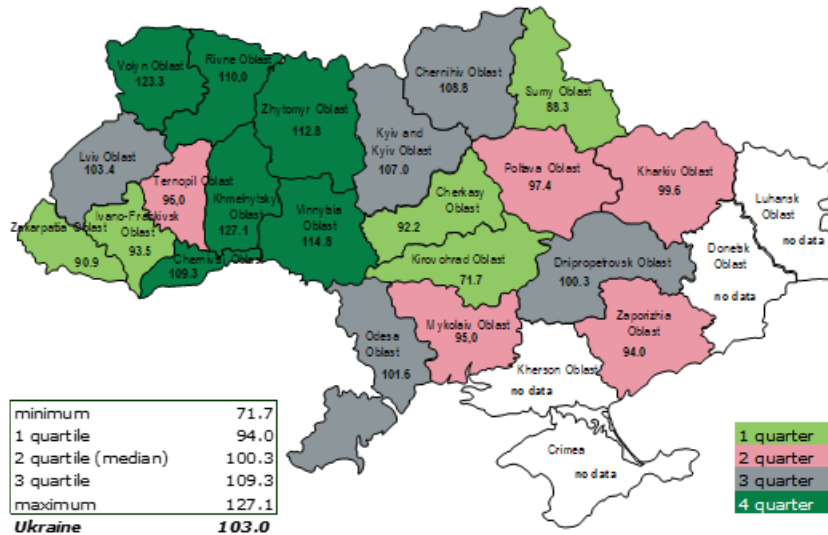 Volyn Oblast
123.3
Rivne Oblast
110,0
Zhytomyr Oblast
112.8
Chernihiv Oblast
108.8
Sumy Oblast
88.3
Kyiv and
Kyiv Oblast
107.0
Lviv Oblast
103.4
Ternopil Oblast
96,0
Khmelnytskyi
Oblast
127.1
Vinnytsia
Oblast
114.8
Cherkasy
Oblast
92.2
Poltava Oblast
97.4
Kharkiv Oblast
99.6
Luhansk
Oblast
no data
Zakarpatia Oblast
90.9
Ivano-Frankivsk
Oblast
93.5
Chernivtsi Oblast
109.3
Kirovohrad Oblast
71.7
Dnipropetrovsk Oblast
100.3
Donetsk
Oblast
no data
Odesa
Oblast
101.6
Mykolaiv Oblast
95,0
Zaporizhia
Oblast
94.0
Kherson Oblast
no data
Crimea
no data
minimum 71.7
1 quartile 94.0
2 quartile (median) 100.3
3 quartile 109.3
maximum 127.1
Ukraine 103.0
1 quarter
2 quarter
3 quarter
4 quarter